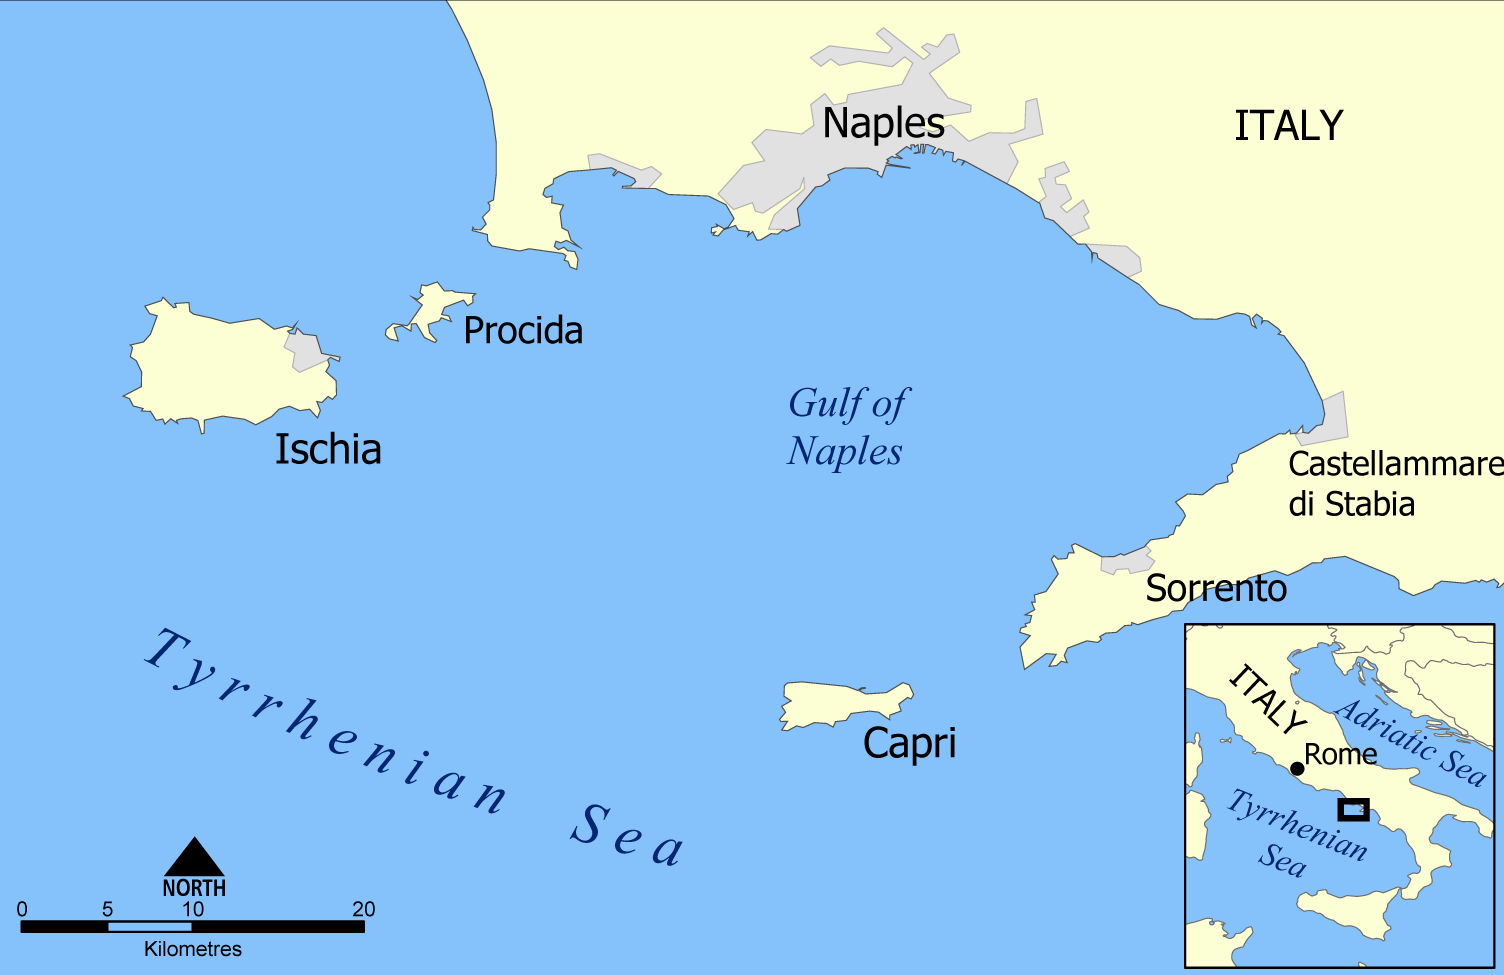 Naples
ITALY
Procida
Ischia
Gulf of
Naples
Castellammare
di Stabia
Sorrento
Capri
Tyrrhenian Sea
NORTH
0 5 10 20
Kilometres
ITALY
Adriatic Sea
Rome
Tyrrhenian
Sea